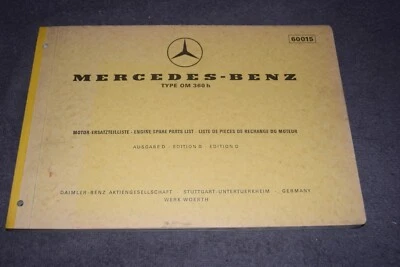 60015
MERCEDES-BENZ
TYPE OM 360 h
MOTOR-ERSATZTEILLISTE · ENGINE SPARE PARTS LIST · LISTE DE PIECES DE RECHANGE DU MOTEUR
AUSGABE D · EDITION D · EDITION D
DAIMLER-BENZ AKTIENGESELLSCHAFT · STUTTGART-UNTERTUERKHEIM · GERMANY
WERK WOERTH